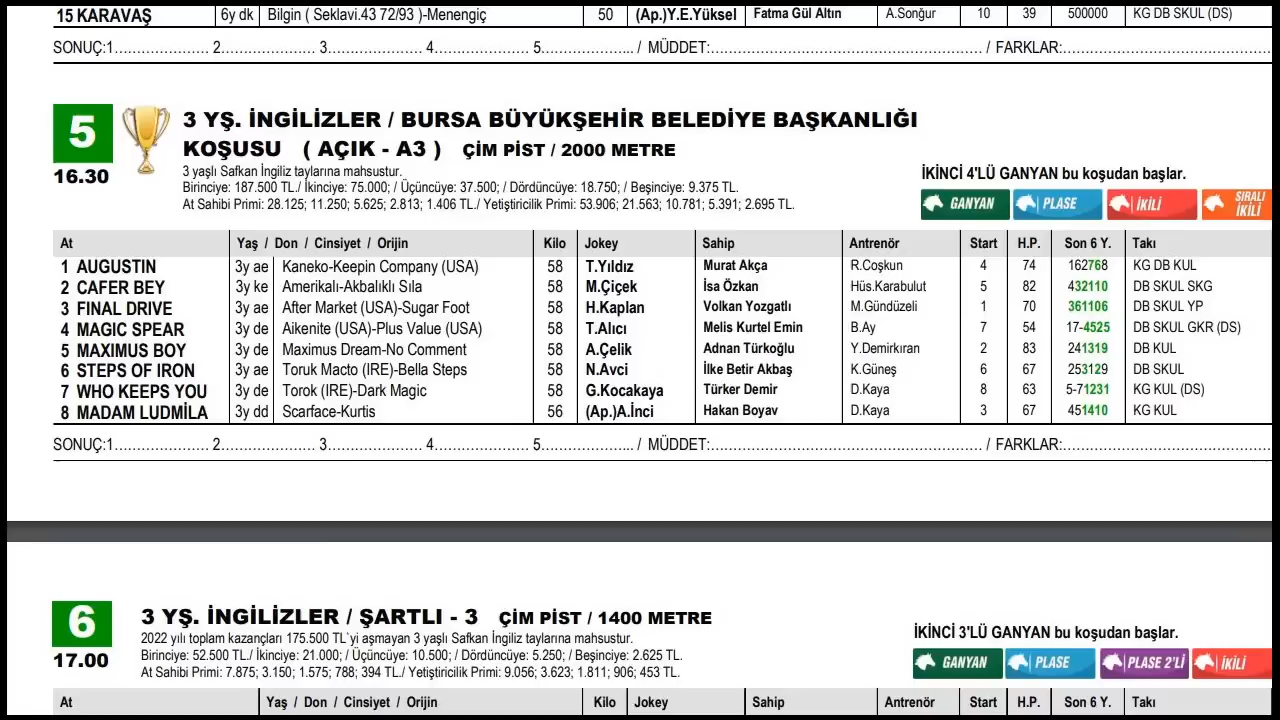 15 KARAVAŞ 6y dk Bilgin ( Seklavi.43 72/93 )-Menengiç 50 (Ap.)Y.E.Yüksel Fatma Gül Altın A.Sonğur 10 39 500000 KG DB SKUL (DS)
SONUÇ:1………………… 2………………… 3………………… 4………………… 5………………... / MÜDDET:…………………………………………… / FARKLAR:……………………………………
5 3 YŞ. İNGİLİZLER / BURSA BÜYÜKŞEHİR BELEDİYE BAŞKANLIĞI
KOŞUSU ( AÇIK - A3 ) ÇİM PİST / 2000 METRE
16.30
3 yaşlı Safkan İngiliz taylarına mahsustur.
Birinciye: 187.500 TL./ İkinciye: 75.000; / Üçüncüye: 37.500; / Dördüncüye: 18.750; / Beşinciye: 9.375 TL.
At Sahibi Primi: 28.125; 11.250; 5.625; 2.813; 1.406 TL./ Yetiştiricilik Primi: 53.906; 21.563; 10.781; 5.391; 2.695 TL.
İKİNCİ 4'LÜ GANYAN bu koşudan başlar.
GANYAN PLASE İKİLİ SIRALI İKİLİ
At Yaş / Don / Cinsiyet / Orijin Kilo Jokey Sahip Antrenör Start H.P. Son 6 Y. Takı
1 AUGUSTIN 3y ae Kaneko-Keepin Company (USA) 58 T.Yıldız Murat Akça R.Coşkun 4 74 162768 KG DB KUL
2 CAFER BEY 3y ke Amerikalı-Akbalıklı Sıla 58 M.Çiçek İsa Özkan Hüs.Karabulut 5 82 432110 DB SKUL SKG
3 FINAL DRIVE 3y ae After Market (USA)-Sugar Foot 58 H.Kaplan Volkan Yozgatlı M.Gündüzeli 1 70 361106 DB SKUL YP
4 MAGIC SPEAR 3y de Aikenite (USA)-Plus Value (USA) 58 T.Alıcı Melis Kurtel Emin B.Ay 7 54 17-4525 DB SKUL GKR (DS)
5 MAXIMUS BOY 3y de Maximus Dream-No Comment 58 A.Çelik Adnan Türkoğlu Y.Demirkıran 2 83 241319 DB KUL
6 STEPS OF IRON 3y ae Toruk Macto (IRE)-Bella Steps 58 N.Avci İlke Betir Akbaş K.Güneş 6 67 253129 DB SKUL
7 WHO KEEPS YOU 3y de Torok (IRE)-Dark Magic 58 G.Kocakaya Türker Demir D.Kaya 8 63 5-71231 KG KUL (DS)
8 MADAM LUDMİLA 3y dd Scarface-Kurtis 56 (Ap.)A.İnci Hakan Boyav D.Kaya 3 67 451410 KG KUL
SONUÇ:1………………… 2………………… 3………………… 4………………… 5………………... / MÜDDET:…………………………………………… / FARKLAR:……………………………………
6 3 YŞ. İNGİLİZLER / ŞARTLI - 3 ÇİM PİST / 1400 METRE
17.00
2022 yılı toplam kazançları 175.500 TL`yi aşmayan 3 yaşlı Safkan İngiliz taylarına mahsustur.
Birinciye: 52.500 TL./ İkinciye: 21.000; / Üçüncüye: 10.500; / Dördüncüye: 5.250; / Beşinciye: 2.625 TL.
At Sahibi Primi: 7.875; 3.150; 1.575; 788; 394 TL./ Yetiştiricilik Primi: 9.056; 3.623; 1.811; 906; 453 TL.
İKİNCİ 3'LÜ GANYAN bu koşudan başlar.
GANYAN PLASE PLASE 2'Lİ İKİLİ
At Yaş / Don / Cinsiyet / Orijin Kilo Jokey Sahip Antrenör Start H.P. Son 6 Y. Takı